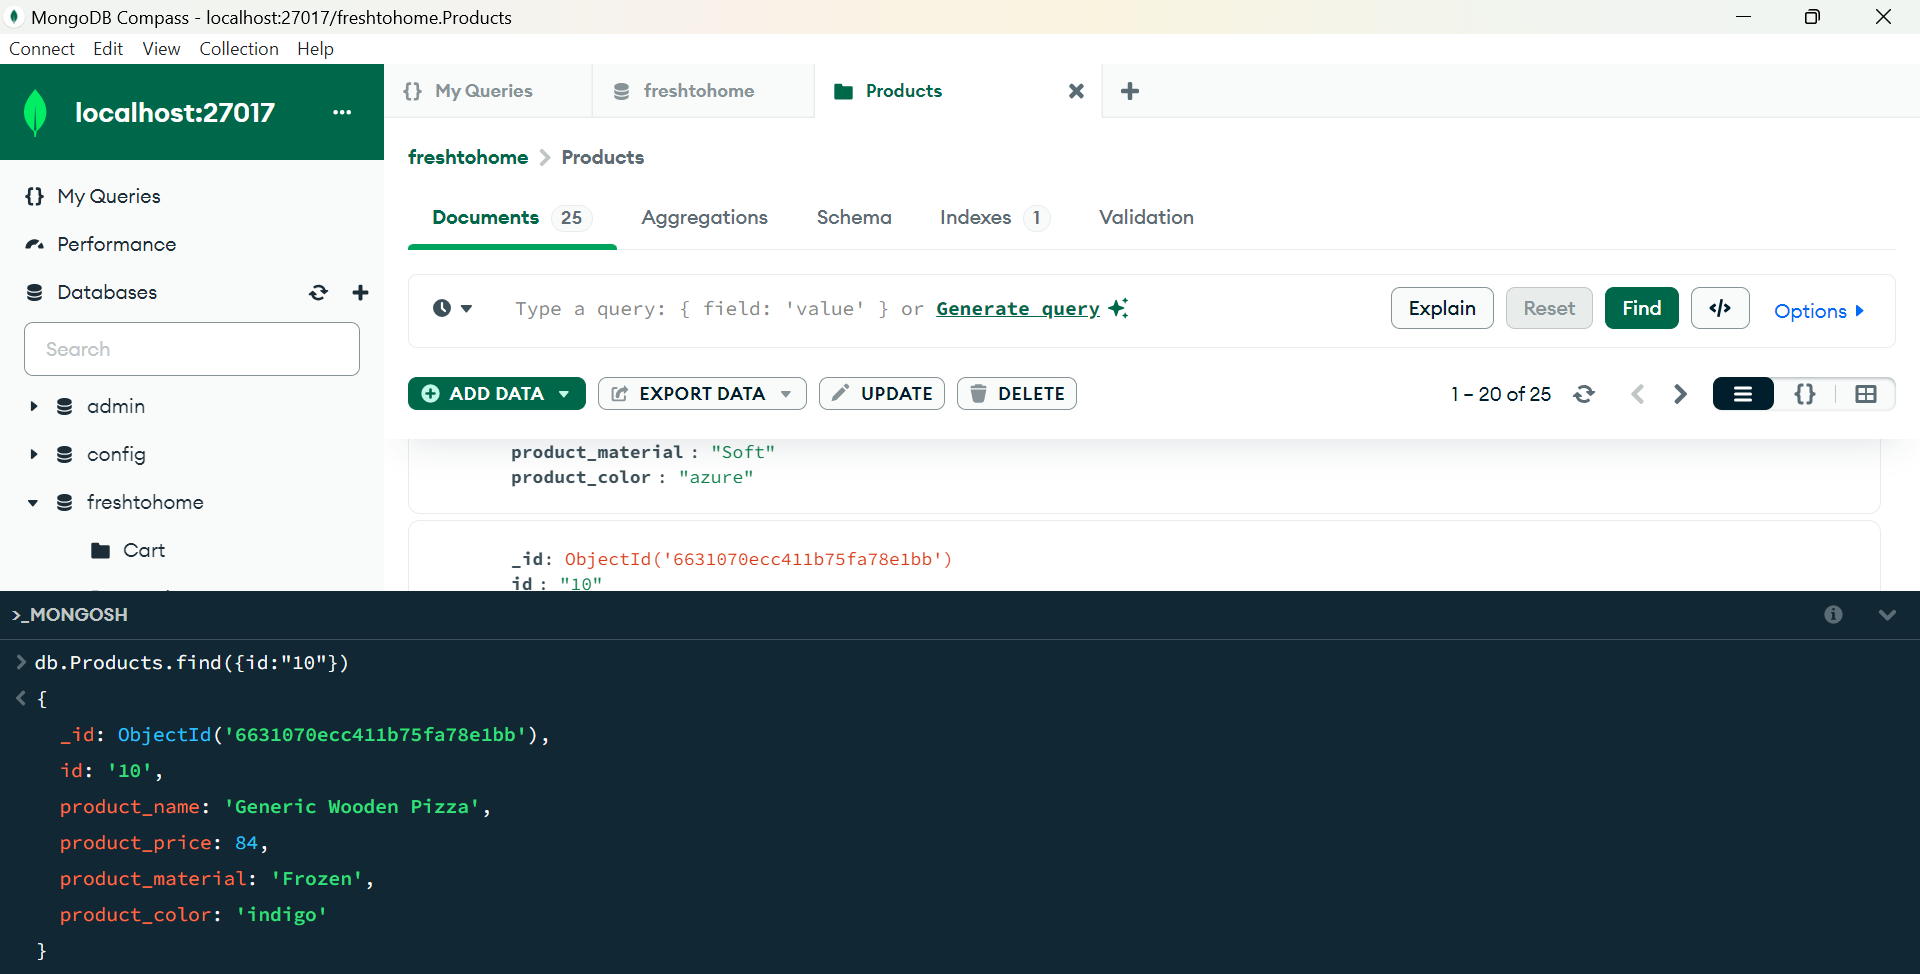 MongoDB Compass - localhost:27017/freshtohome.Products
Connect Edit View Collection Help
localhost:27017 ...
{} My Queries
freshtohome
Products
freshtohome > Products
{} My Queries
Performance
Databases
Search
admin
config
freshtohome
Cart
Documents 25 Aggregations Schema Indexes 1 Validation
Type a query: { field: 'value' } or Generate query
Explain Reset Find </> Options
ADD DATA EXPORT DATA UPDATE DELETE
1 – 20 of 25
{}
product_material : "Soft"
product_color : "azure"
_id: ObjectId('6631070ecc411b75fa78e1bb')
id : "10"
>_MONGOSH
> db.Products.find({id:"10"})
< {
_id: ObjectId('6631070ecc411b75fa78e1bb'),
id: '10',
product_name: 'Generic Wooden Pizza',
product_price: 84,
product_material: 'Frozen',
product_color: 'indigo'
}